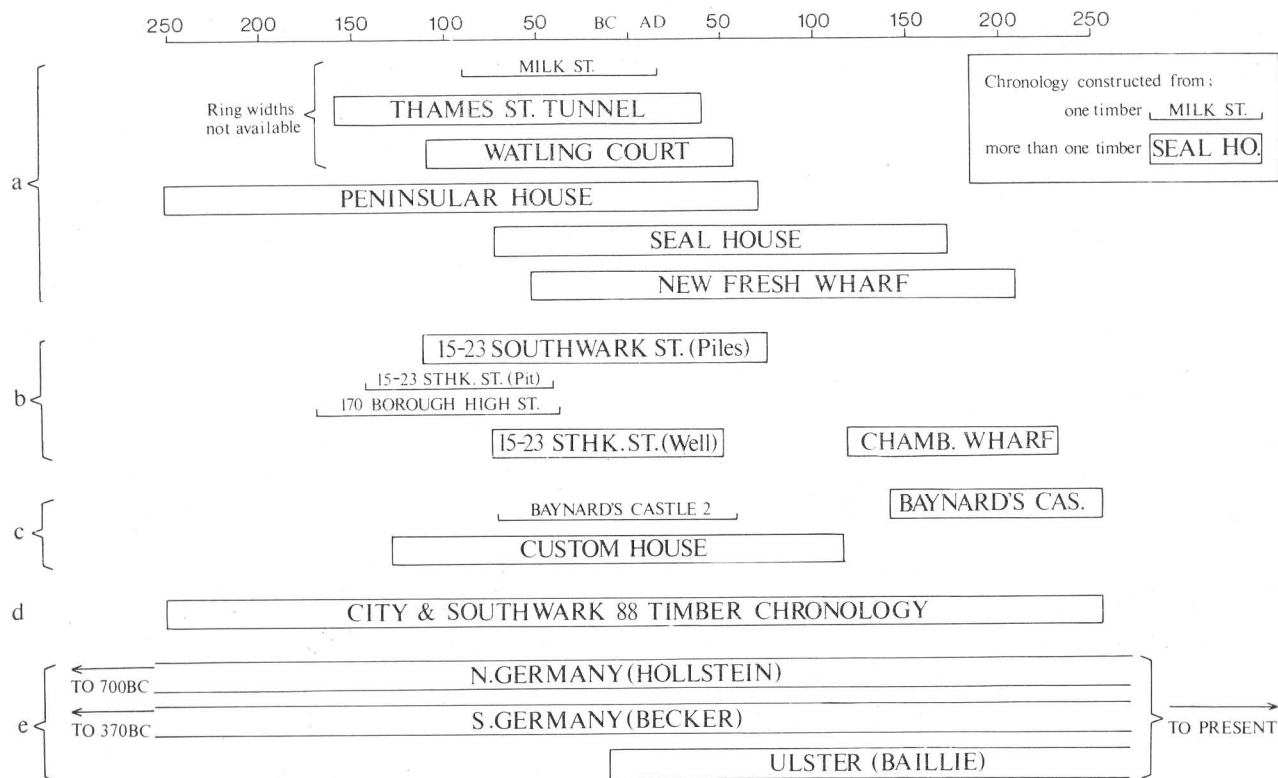 250 200 150 100 50 BC AD 50 100 150 200 250
MILK ST.
Ring widths
not available
THAMES ST. TUNNEL
WATLING COURT
a
PENINSULAR HOUSE
SEAL HOUSE
NEW FRESH WHARF
Chronology constructed from;
one timber MILK ST.
more than one timber SEAL HO.
15-23 SOUTHWARK ST. (Piles)
15-23 STHK. ST. (Pit)
b
170 BOROUGH HIGH ST.
15-23 STHK. ST. (Well) CHAMB. WHARF
BAYNARD'S CAS.
BAYNARD'S CASTLE 2
c
CUSTOM HOUSE
d CITY & SOUTHWARK 88 TIMBER CHRONOLOGY
N.GERMANY (HOLLSTEIN)
TO 700BC
S.GERMANY (BECKER)
e TO 370BC TO PRESENT
ULSTER (BAILLIE)